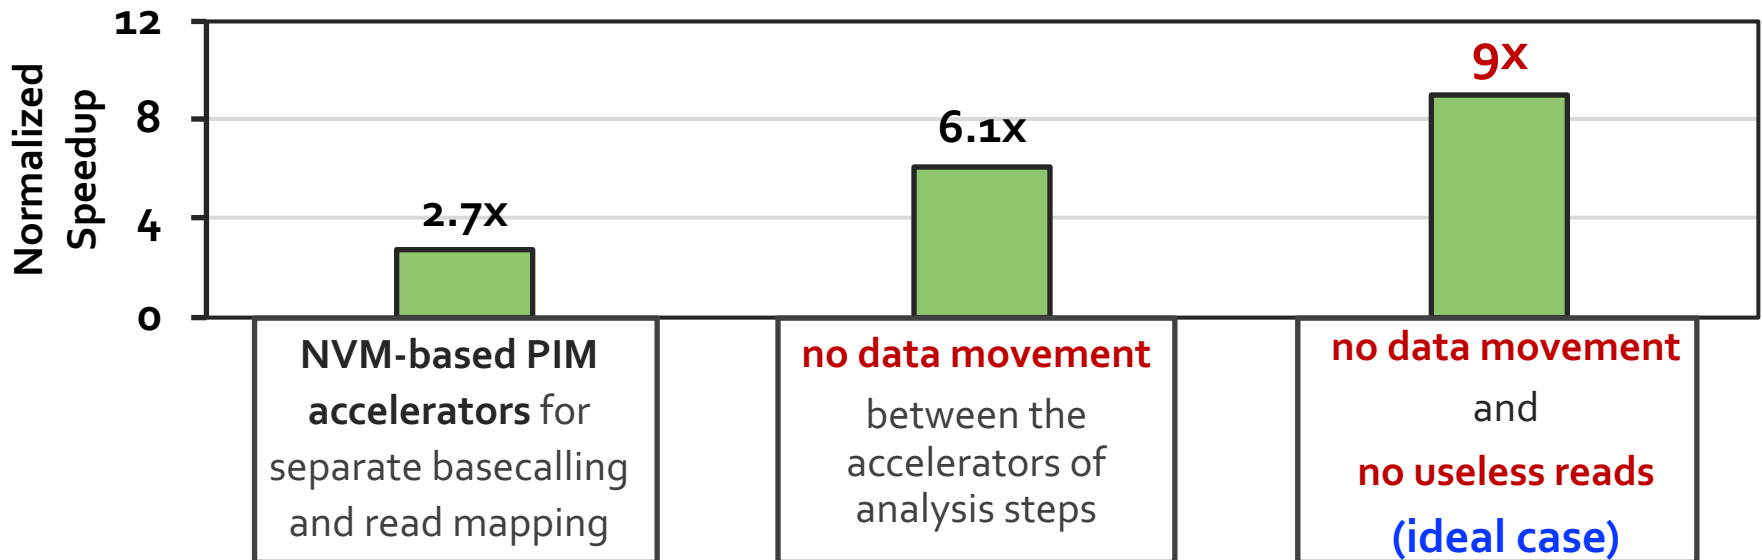 Normalized
Speedup
12
8
4
0
2.7x
6.1x
9x
NVM-based PIM
accelerators for
separate basecalling
and read mapping
no data movement
between the
accelerators of
analysis steps
no data movement
and
no useless reads
(ideal case)